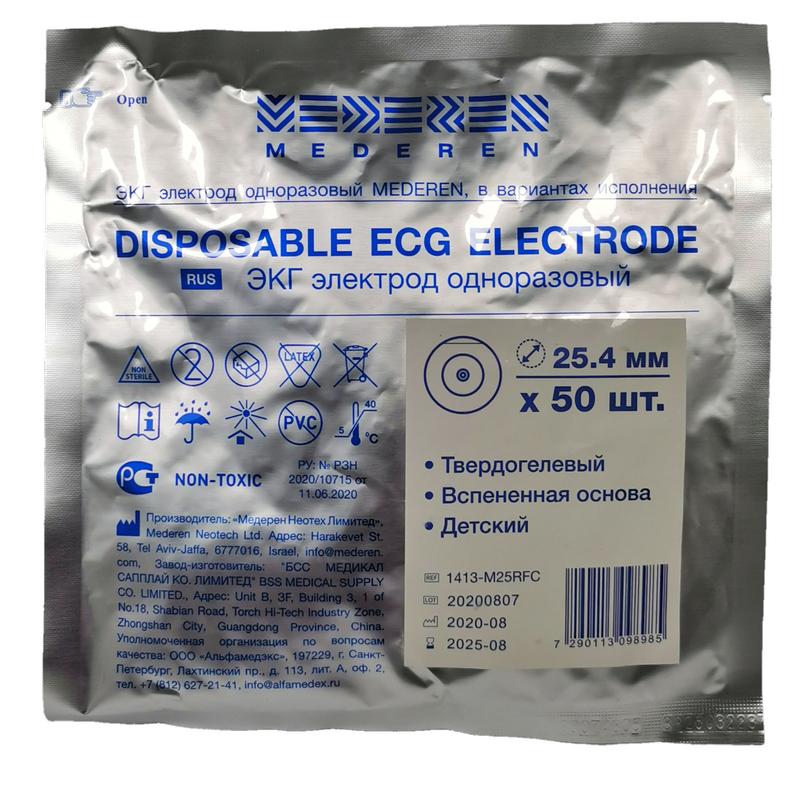 Open
MEDEREN
MEDEREN
ЭКГ электрод одноразовый MEDEREN, в вариантах исполнения
DISPOSABLE ECG ELECTRODE
RUS ЭКГ электрод одноразовый
NON STERILE
2
LATEX
PVC
5 40 °C
РСТ NON-TOXIC
РУ: № РЗН
2020/10715 от
11.06.2020
Производитель: «Медерен Неотех Лимитед»,
Mederen Neotech Ltd. Адрес: Harakevet St.
58, Tel Aviv-Jaffa, 6777016, Israel, info@mederen.
com, Завод-изготовитель: "БСС МЕДИКАЛ
САППЛАЙ КО. ЛИМИТЕД" BSS MEDICAL SUPPLY
CO. LIMITED., Адрес: Unit B, 3F, Building 3, 1 of
No.18, Shabian Road, Torch Hi-Tech Industry Zone,
Zhongshan City, Guangdong Province, China.
Уполномоченная организация по вопросам
качества: ООО «Альфамедэкс», 197229, г. Санкт-
Петербург, Лахтинский пр., д. 113, лит. А, оф. 2,
тел. +7 (812) 627-21-41, info@alfamedex.ru
25.4 мм
x 50 шт.
• Твердогелевый
• Вспененная основа
• Детский
REF 1413-M25RFC
LOT 20200807
2020-08
2025-08
7 290113 098985